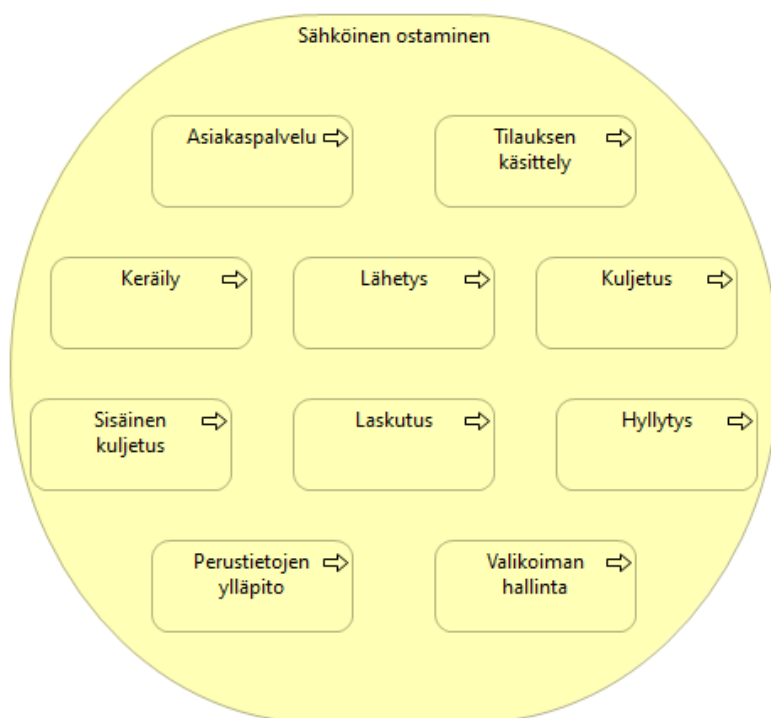 Sähköinen ostaminen
Asiakaspalvelu
Tilauksen
käsittely
Keräily
Lähetys
Kuljetus
Sisäinen
kuljetus
Laskutus
Hyllytys
Perustietojen
ylläpito
Valikoiman
hallinta